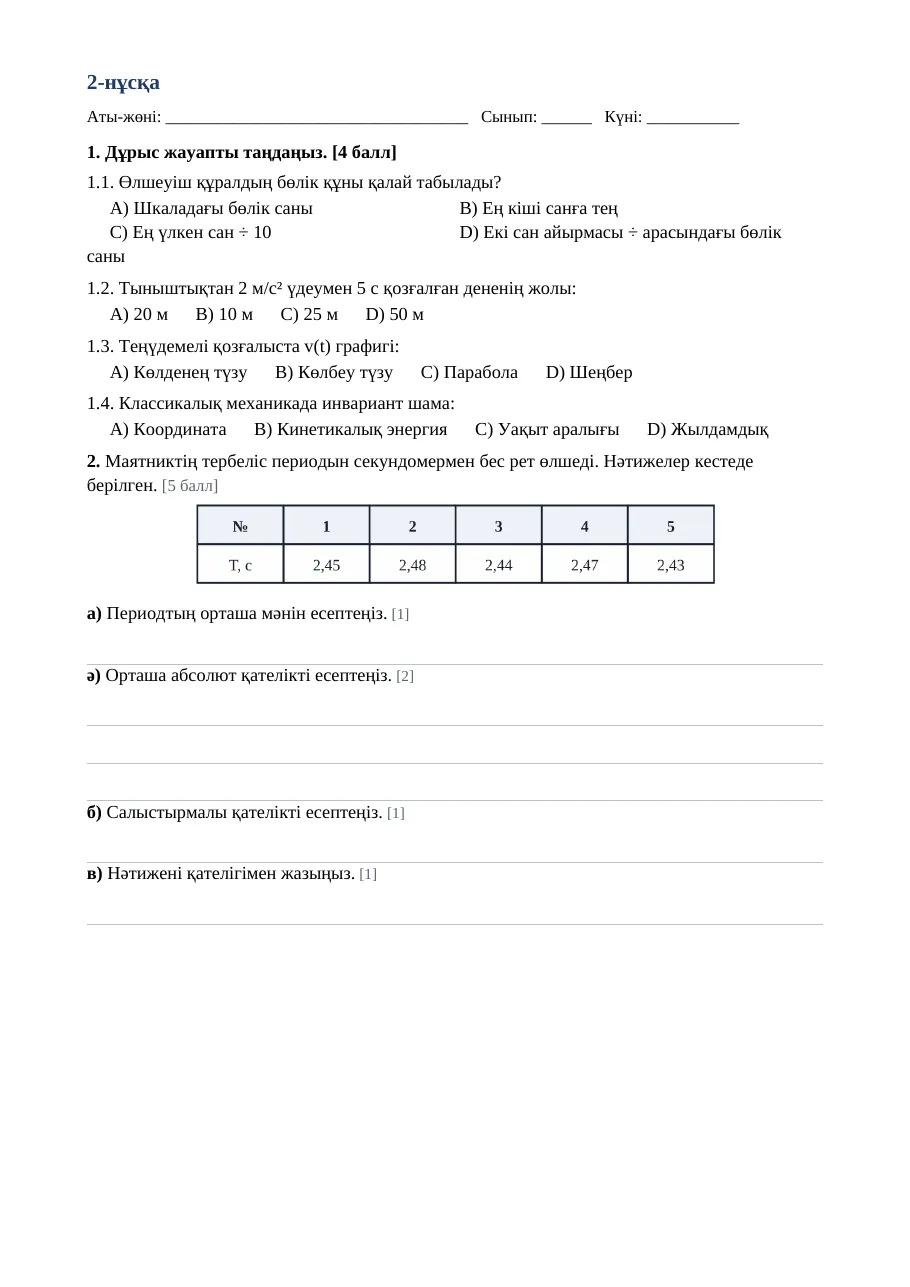 2-нұсқа
Аты-жөні: ____________________________________ Сынып: ______ Күні: ___________
1. Дұрыс жауапты таңдаңыз. [4 балл]
1.1. Өлшеуіш құралдың бөлік құны қалай табылады?
A) Шкаладағы бөлік саны B) Ең кіші санға тең
C) Ең үлкен сан ÷ 10 D) Екі сан айырмасы ÷ арасындағы бөлік
саны
1.2. Тыныштықтан 2 м/с² үдеумен 5 с қозғалған дененің жолы:
A) 20 м B) 10 м C) 25 м D) 50 м
1.3. Теңүдемелі қозғалыста v(t) графигі:
A) Көлденең түзу B) Көлбеу түзу C) Парабола D) Шеңбер
1.4. Классикалық механикада инвариант шама:
A) Координата B) Кинетикалық энергия C) Уақыт аралығы D) Жылдамдық
2. Маятниктің тербеліс периодын секундомермен бес рет өлшеді. Нәтижелер кестеде
берілген. [5 балл]
№ 1 2 3 4 5
T, с 2,45 2,48 2,44 2,47 2,43
а) Периодтың орташа мәнін есептеңіз. [1]
ә) Орташа абсолют қателікті есептеңіз. [2]
б) Салыстырмалы қателікті есептеңіз. [1]
в) Нәтижені қателігімен жазыңыз. [1]